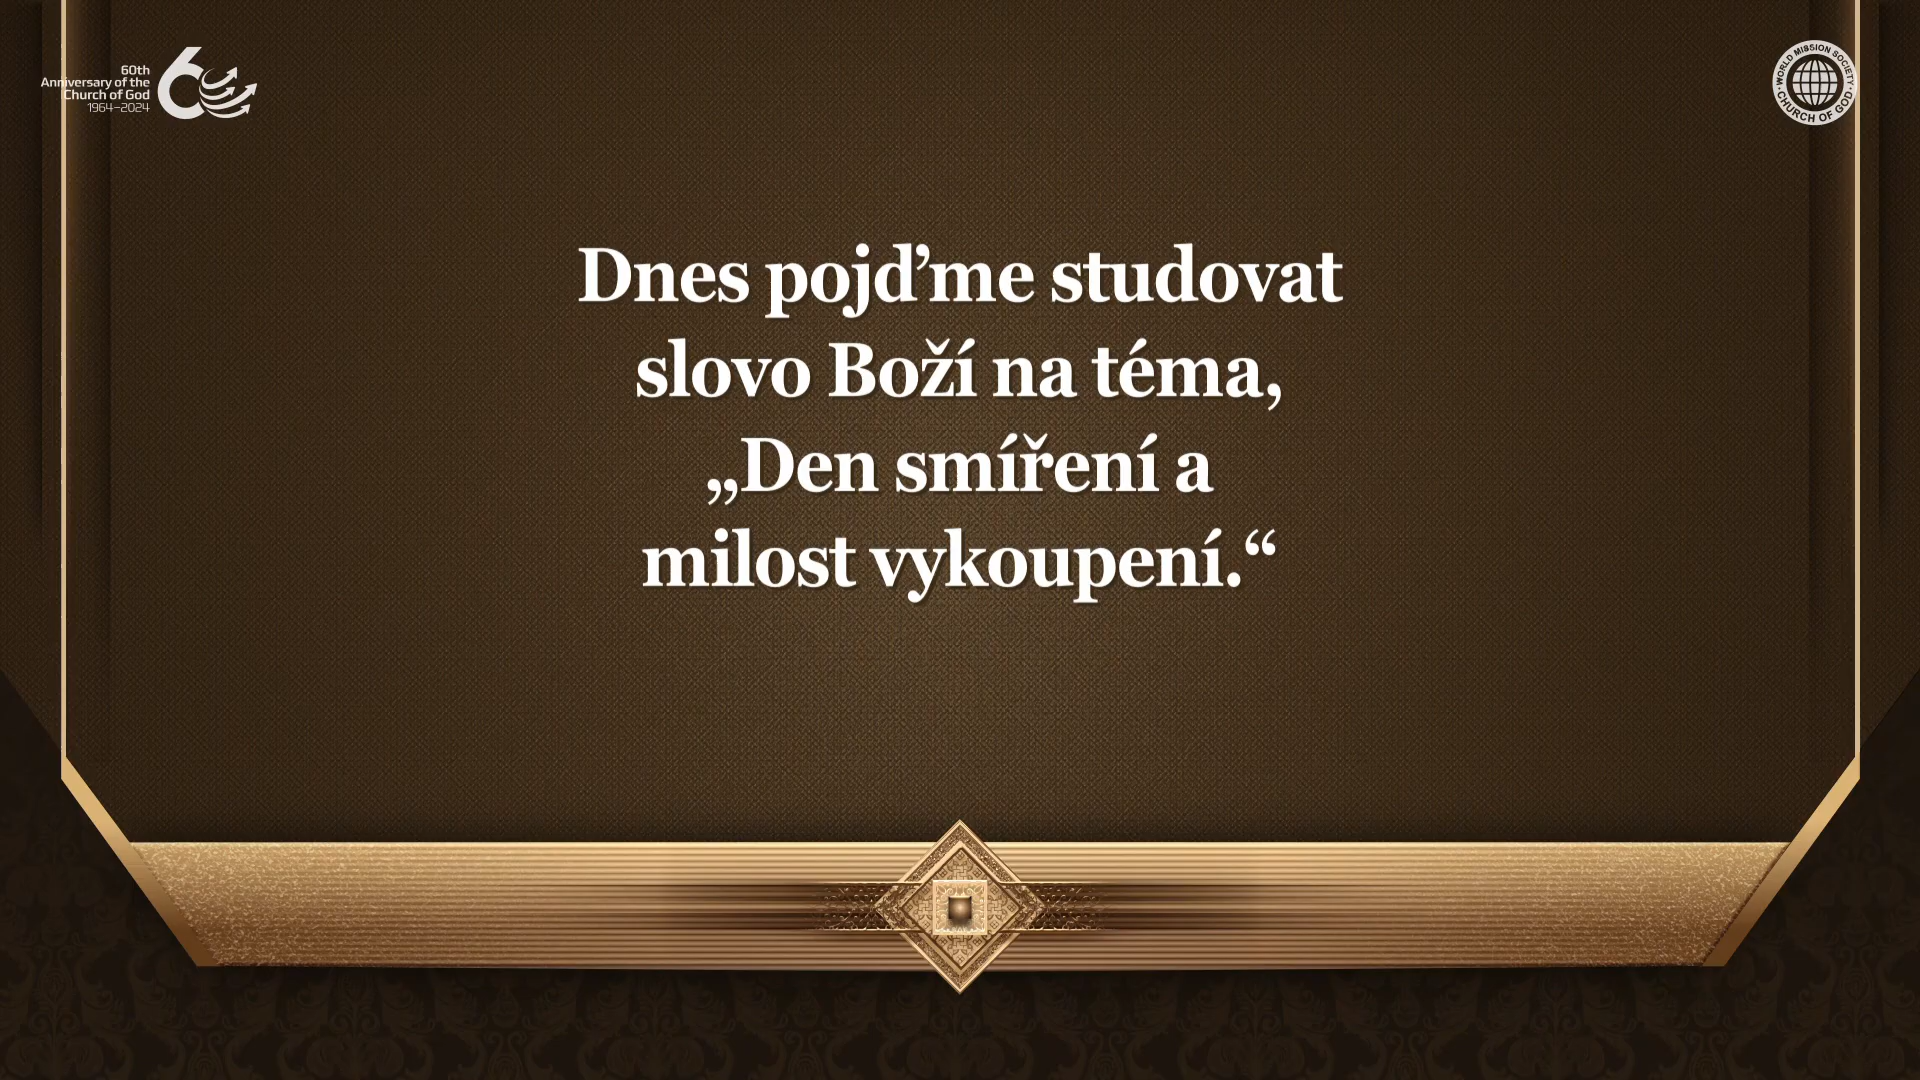 60th
Anniversary of the
Church of God
1964–2024
WORLD MISSION SOCIETY
CHURCH OF GOD
Dnes pojďme studovat
slovo Boží na téma,
„Den smíření a
milost vykoupení.“